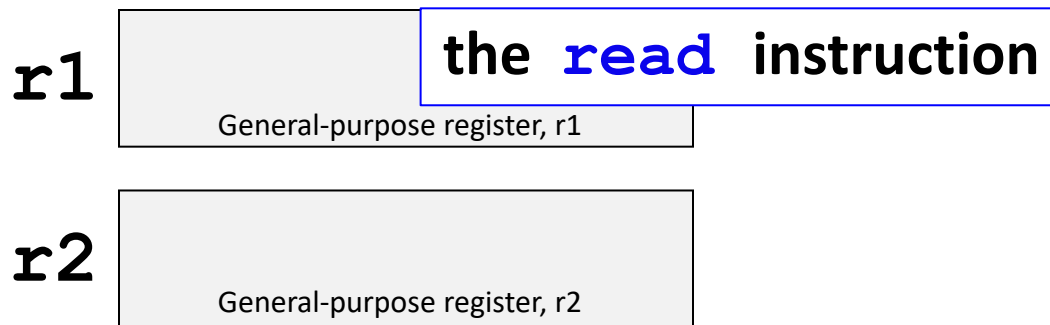 the read instruction
r1
General-purpose register, r1
r2
General-purpose register, r2